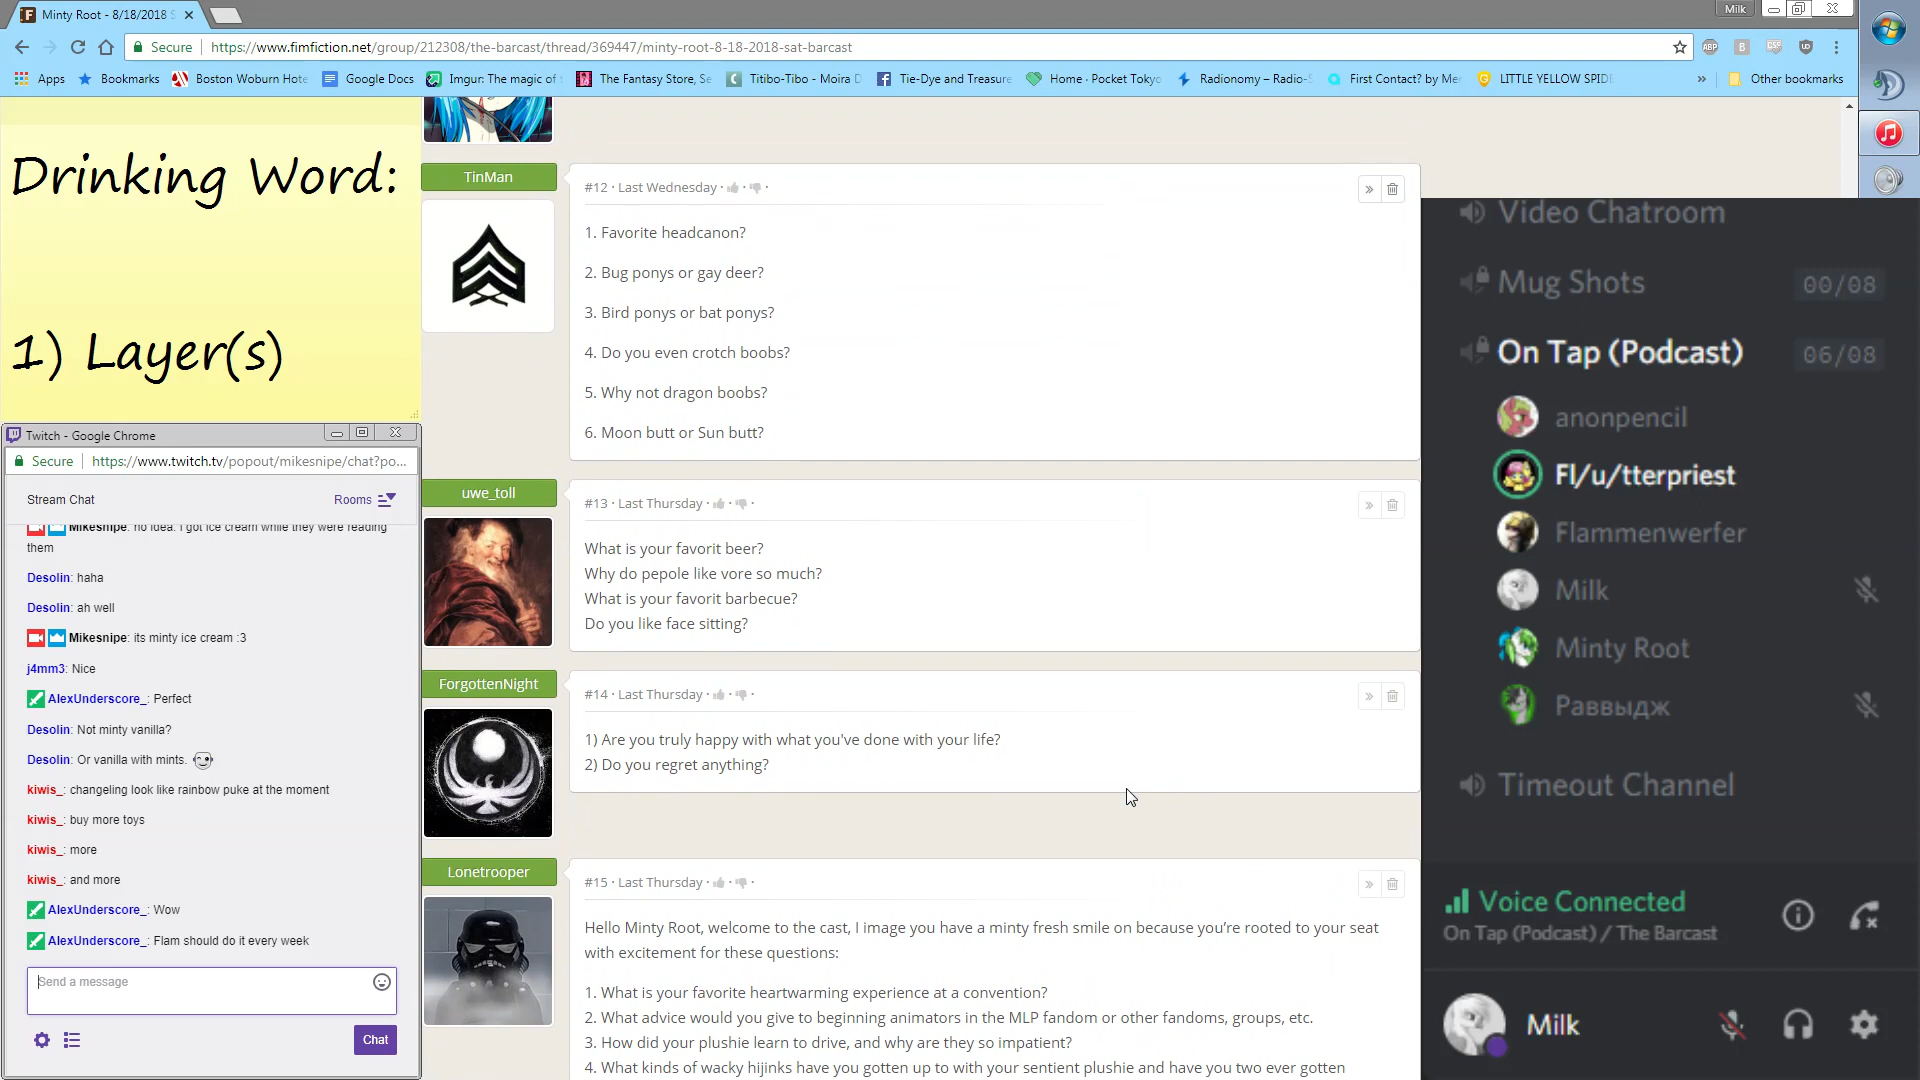 Minty Root - 8/18/2018 S
Milk
Secure
https://www.fimfiction.net/group/212308/the-barcast/thread/369447/minty-root-8-18-2018-sat-barcast
Apps
Bookmarks
Boston Woburn Hote
Google Docs
Imgur: The magic of
The Fantasy Store, Se
Titibo-Tibo - Moira D
Tie-Dye and Treasure
Home · Pocket Tokyo
Radionomy – Radio-
First Contact? by Mer
LITTLE YELLOW SPID
»
Other bookmarks
Drinking Word:
1) Layer(s)
Twitch - Google Chrome
Secure
https://www.twitch.tv/popout/mikesnipe/chat?po...
Stream Chat
Rooms
Mikesnipe: no idea. I got ice cream while they were reading
them
Desolin: haha
Desolin: ah well
Mikesnipe: its minty ice cream :3
j4mm3: Nice
AlexUnderscore_: Perfect
Desolin: Not minty vanilla?
Desolin: Or vanilla with mints.
kiwis_: changeling look like rainbow puke at the moment
kiwis_: buy more toys
kiwis_: more
kiwis_: and more
AlexUnderscore_: Wow
AlexUnderscore_: Flam should do it every week
Send a message
Chat
TinMan
#12 · Last Wednesday ·
1. Favorite headcanon?
2. Bug ponys or gay deer?
3. Bird ponys or bat ponys?
4. Do you even crotch boobs?
5. Why not dragon boobs?
6. Moon butt or Sun butt?
uwe_toll
#13 · Last Thursday ·
What is your favorit beer?
Why do pepole like vore so much?
What is your favorit barbecue?
Do you like face sitting?
ForgottenNight
#14 · Last Thursday ·
1) Are you truly happy with what you've done with your life?
2) Do you regret anything?
Lonetrooper
#15 · Last Thursday ·
Hello Minty Root, welcome to the cast, I image you have a minty fresh smile on because you’re rooted to your seat
with excitement for these questions:
1. What is your favorite heartwarming experience at a convention?
2. What advice would you give to beginning animators in the MLP fandom or other fandoms, groups, etc.
3. How did your plushie learn to drive, and why are they so impatient?
4. What kinds of wacky hijinks have you gotten up to with your sentient plushie and have you two ever gotten
Video Chatroom
Mug Shots
00/08
On Tap (Podcast)
06/08
anonpencil
Fl/u/tterpriest
Flammenwerfer
Milk
Minty Root
Раввыдж
Timeout Channel
Voice Connected
On Tap (Podcast) / The Barcast
Milk